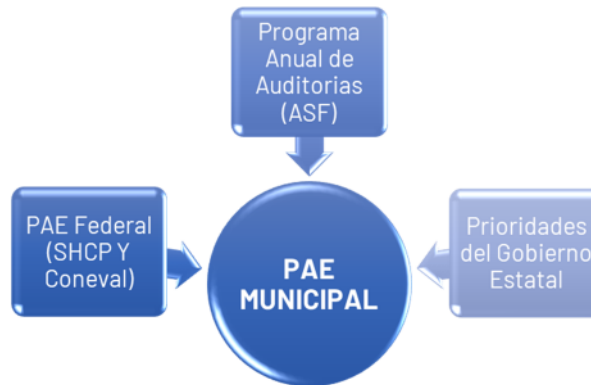 Programa
Anual de
Auditorias
(ASF)
PAE Federal
(SHCP Y
Coneval)
PAE
MUNICIPAL
Prioridades
del Gobierno
Estatal